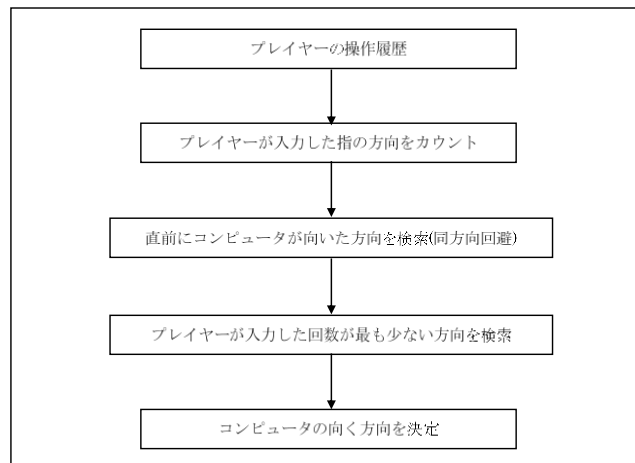 プレイヤーの操作履歴
プレイヤーが入力した指の方向をカウント
直前にコンピュータが向いた方向を検索(同方向回避)
プレイヤーが入力した回数が最も少ない方向を検索
コンピュータの向く方向を決定